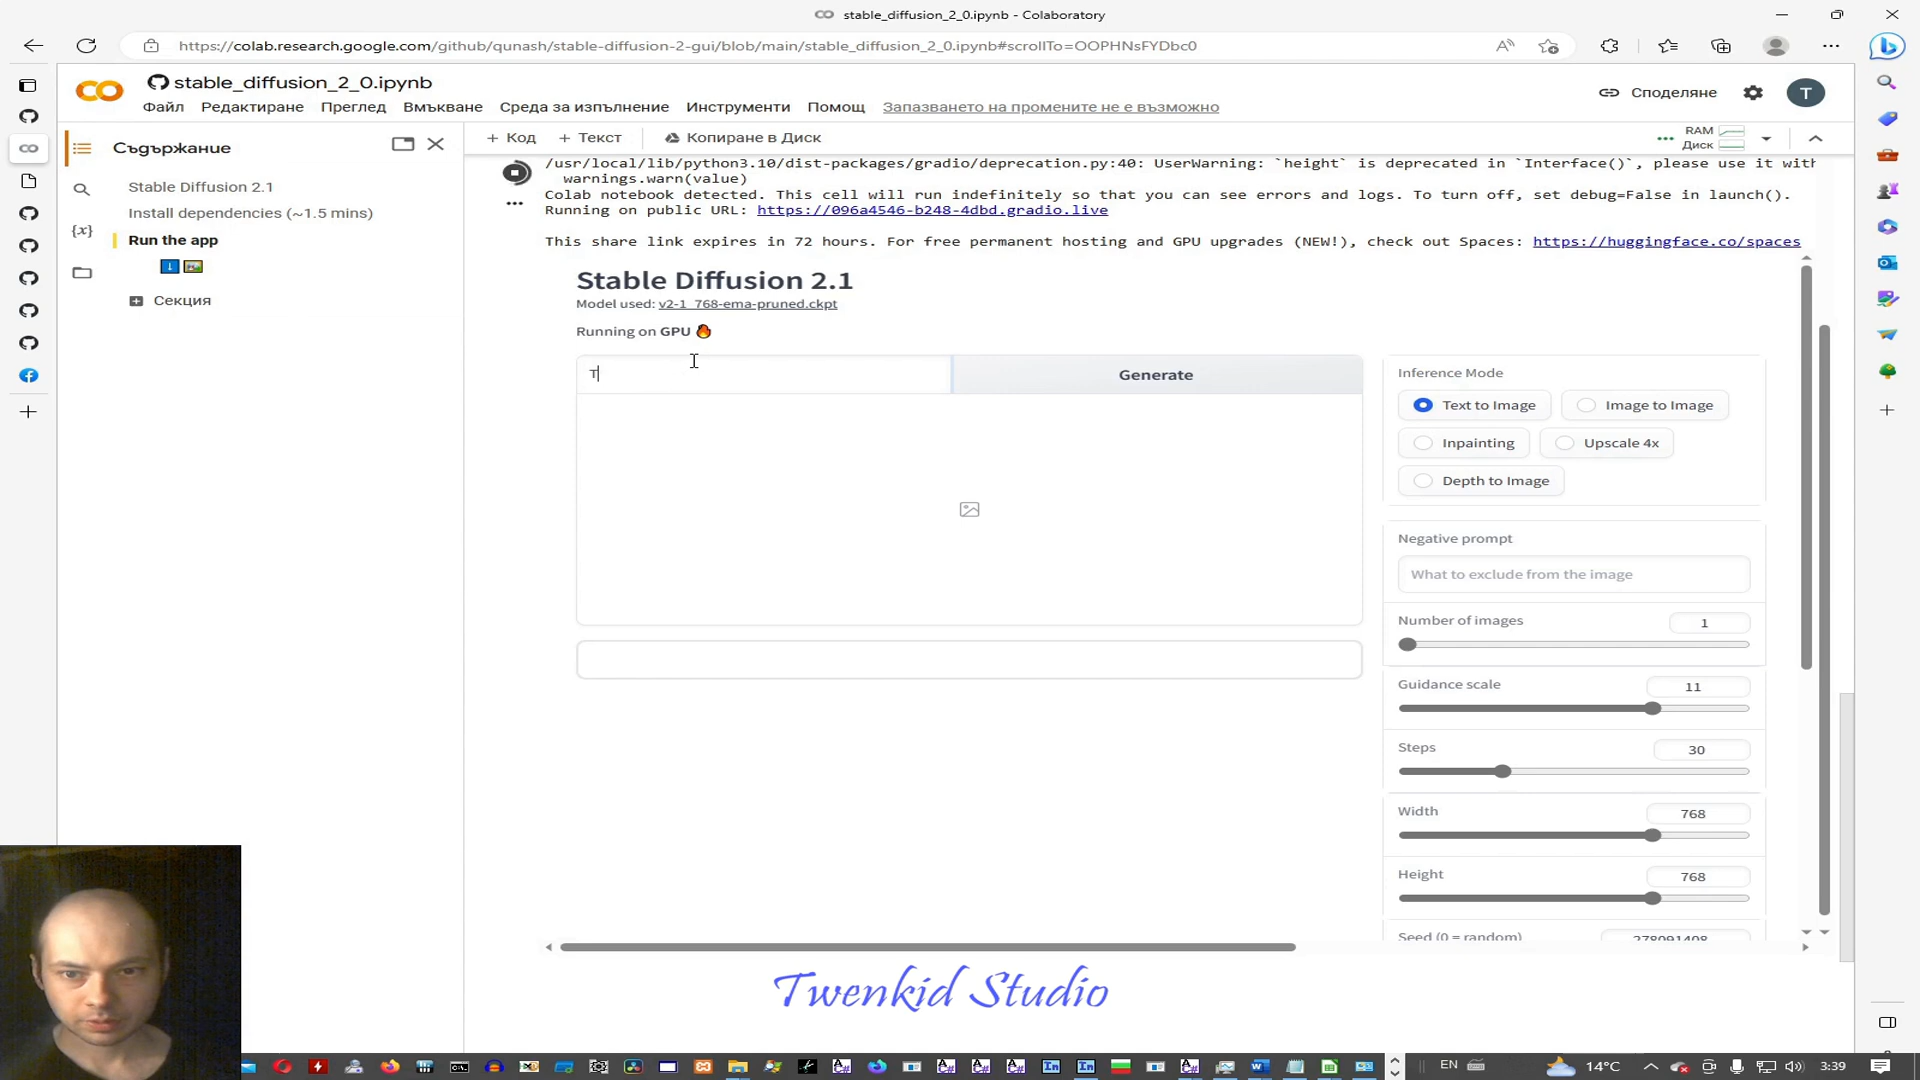 stable_diffusion_2_0.ipynb - Colaboratory
https://colab.research.google.com/github/qunash/stable-diffusion-2-gui/blob/main/stable_diffusion_2_0.ipynb#scrollTo=OOPHNsFYDbc0
stable_diffusion_2_0.ipynb
Файл Редактиране Преглед Вмъкване Среда за изпълнение Инструменти Помощ Запазването на промените не е възможно
Споделяне
T
Съдържание
+ Код + Текст Копиране в Диск
RAM
Диск
Stable Diffusion 2.1
Install dependencies (~1.5 mins)
Run the app
Секция
/usr/local/lib/python3.10/dist-packages/gradio/deprecation.py:40: UserWarning: `height` is deprecated in `Interface()`, please use it with
warnings.warn(value)
Colab notebook detected. This cell will run indefinitely so that you can see errors and logs. To turn off, set debug=False in launch().
Running on public URL: https://096a4546-b248-4dbd.gradio.live
This share link expires in 72 hours. For free permanent hosting and GPU upgrades (NEW!), check out Spaces: https://huggingface.co/spaces
Stable Diffusion 2.1
Model used: v2-1_768-ema-pruned.ckpt
Running on GPU 🔥
T
Generate
Inference Mode
Text to Image
Image to Image
Inpainting
Upscale 4x
Depth to Image
Negative prompt
What to exclude from the image
Number of images
1
Guidance scale
11
Steps
30
Width
768
Height
768
Seed (0 = random)
278091408
Twenkid Studio
EN
14°C
3:39